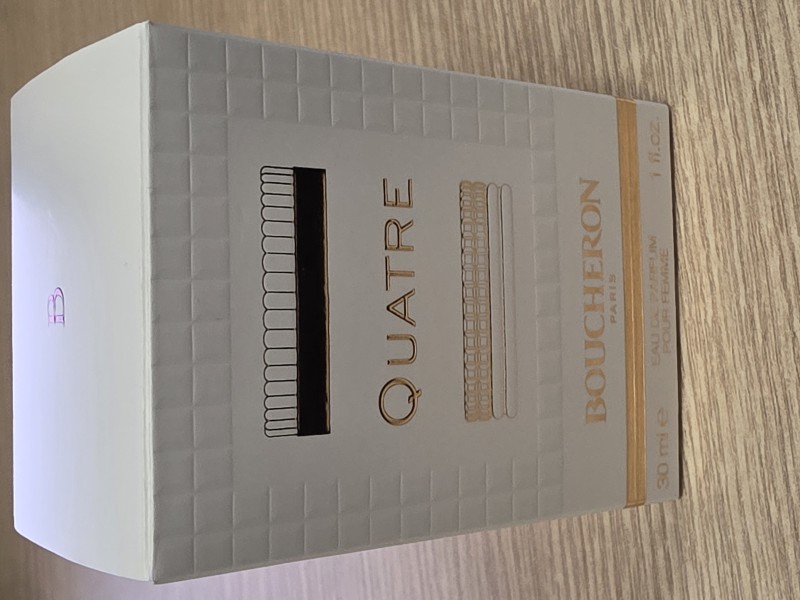 B
QUATRE
BOUCHERON
PARIS
EAU DE PARFUM
POUR FEMME
30 ml e 1 fl.oz.